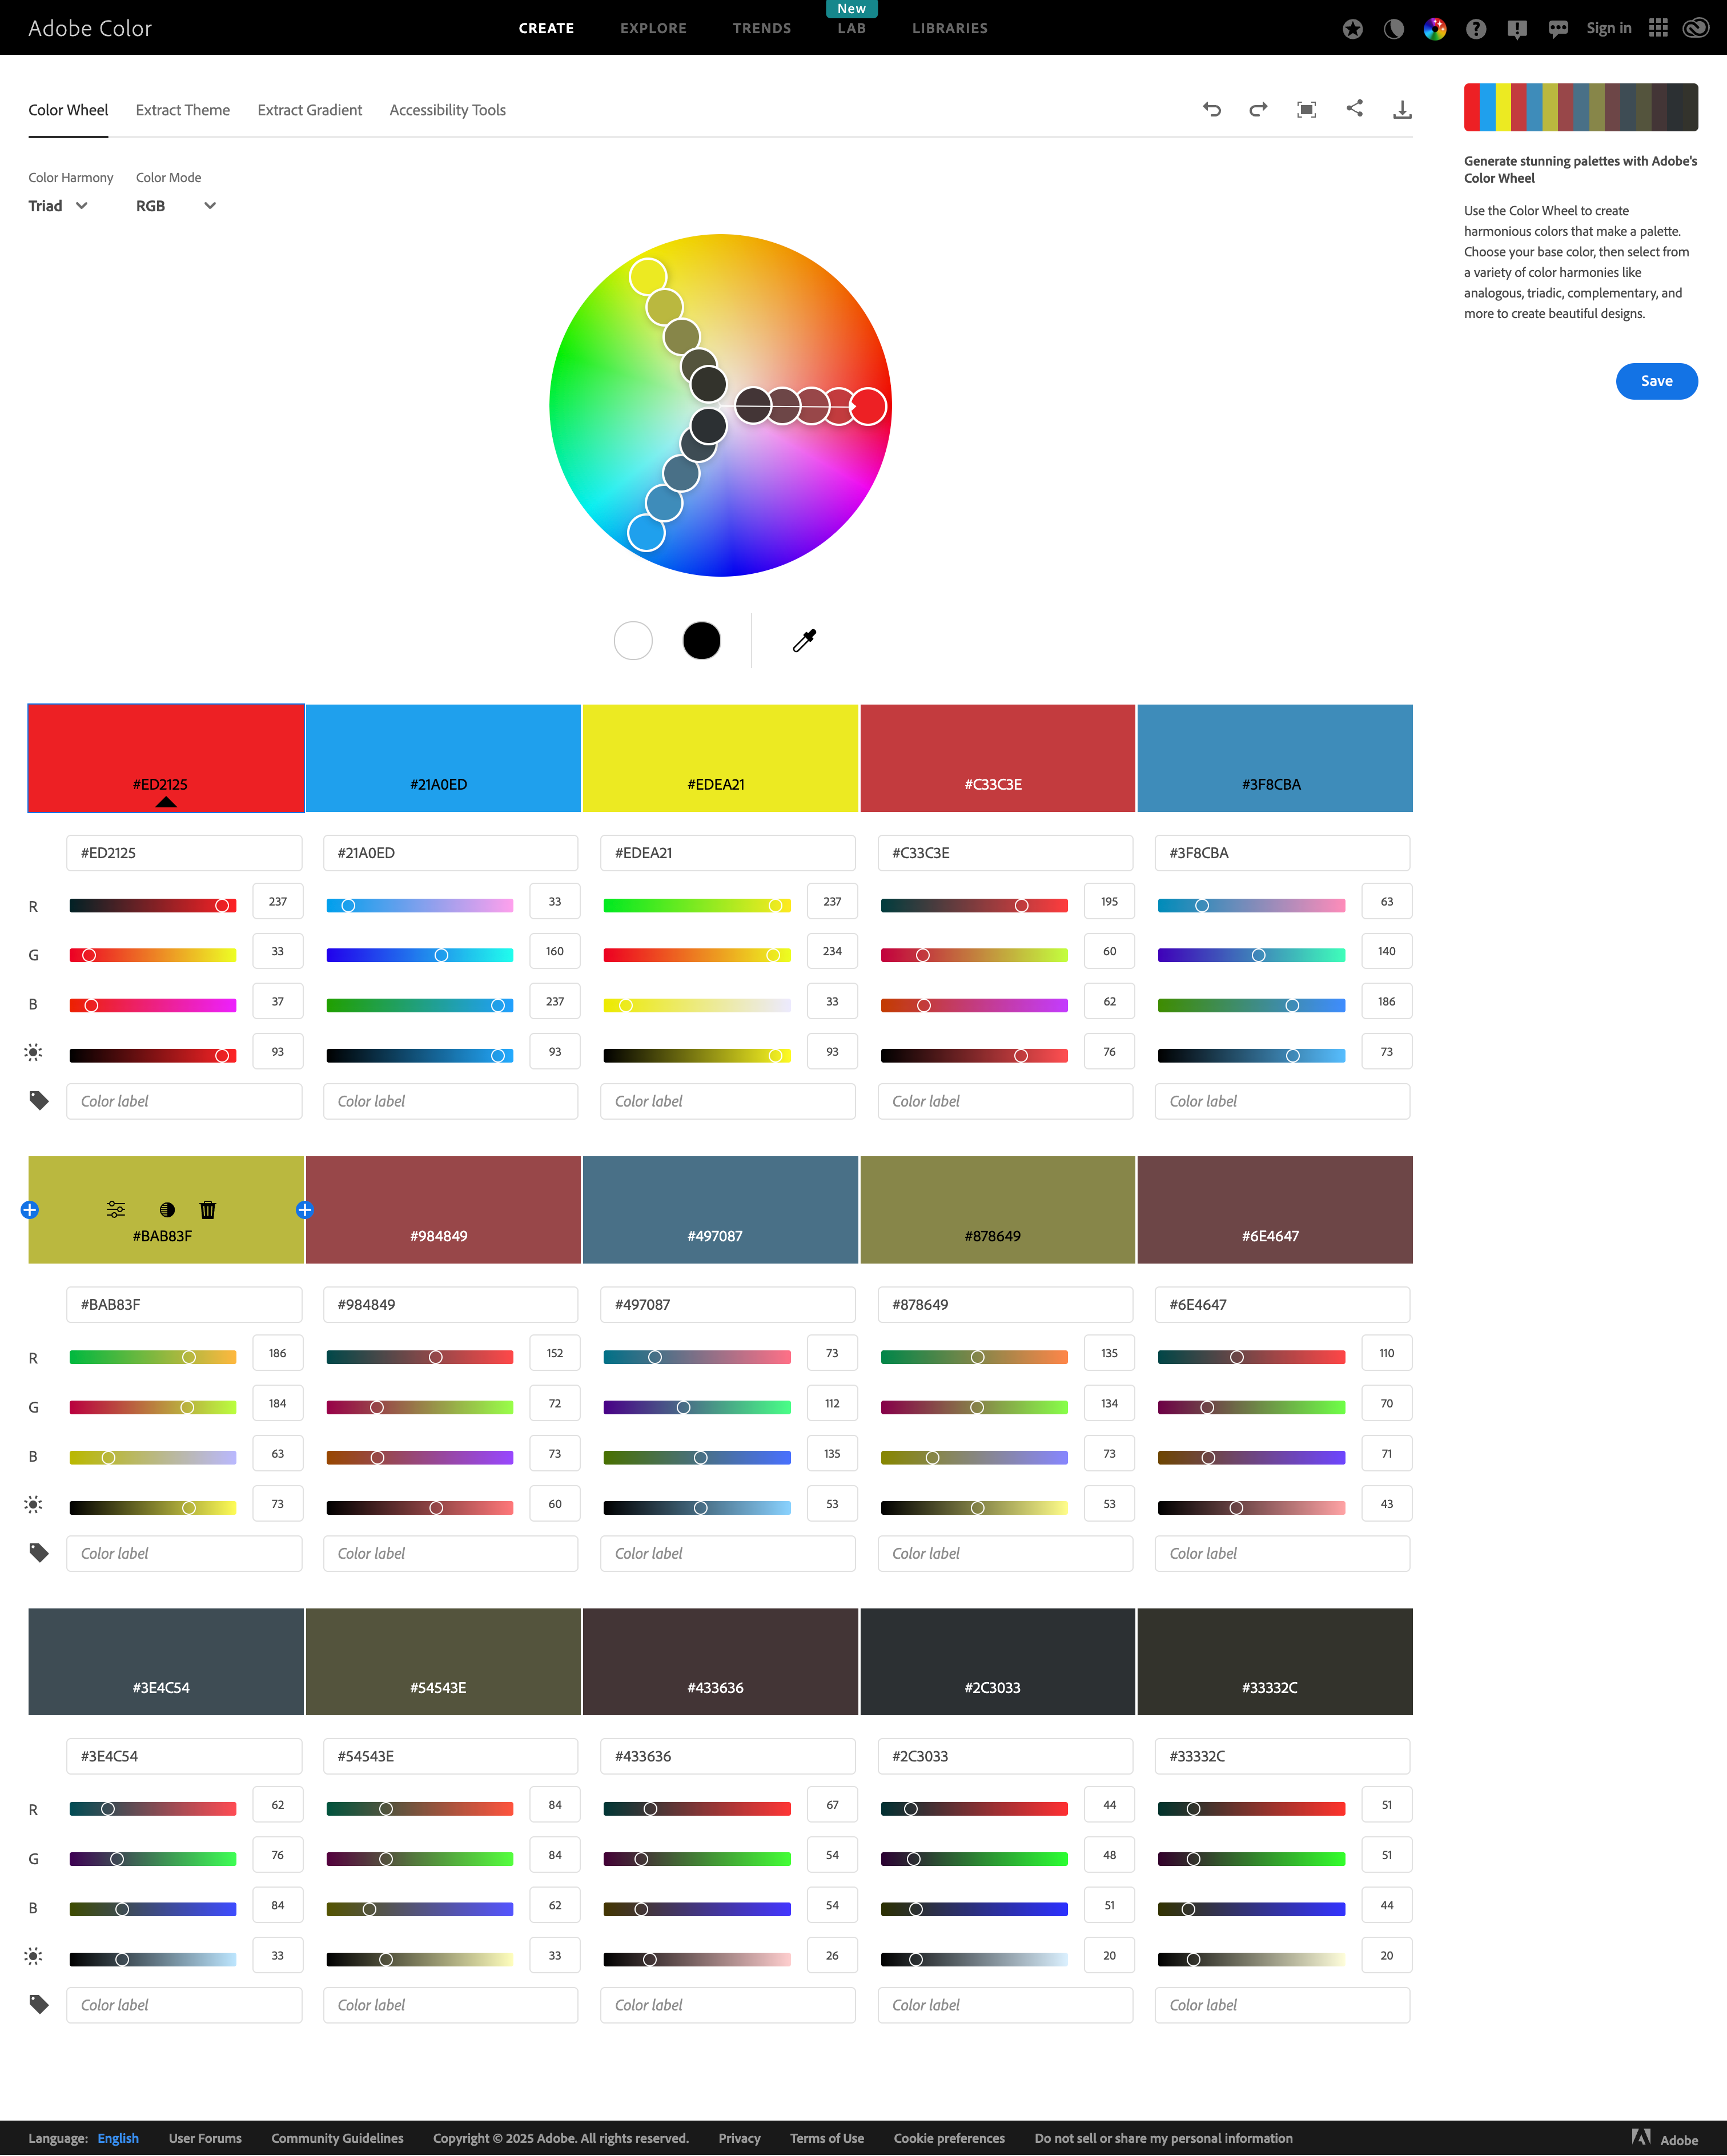 New
Adobe Color CREATE EXPLORE TRENDS LAB LIBRARIES Sign in
Color Wheel Extract Theme Extract Gradient Accessibility Tools
Color Harmony Color Mode
Triad RGB
Generate stunning palettes with Adobe's
Color Wheel
Use the Color Wheel to create
harmonious colors that make a palette.
Choose your base color, then select from
a variety of color harmonies like
analogous, triadic, complementary, and
more to create beautiful designs.
Save
#ED2125 #21A0ED #EDEA21 #C33C3E #3F8CBA
#ED2125 #21A0ED #EDEA21 #C33C3E #3F8CBA
R 237 33 237 195 63
G 33 160 234 60 140
B 37 237 33 62 186
93 93 93 76 73
Color label Color label Color label Color label Color label
#BAB83F #984849 #497087 #878649 #6E4647
#BAB83F #984849 #497087 #878649 #6E4647
R 186 152 73 135 110
G 184 72 112 134 70
B 63 73 135 73 71
73 60 53 53 43
Color label Color label Color label Color label Color label
#3E4C54 #54543E #433636 #2C3033 #33332C
#3E4C54 #54543E #433636 #2C3033 #33332C
R 62 84 67 44 51
G 76 84 54 48 51
B 84 62 54 51 44
33 33 26 20 20
Color label Color label Color label Color label Color label
Language: English User Forums Community Guidelines Copyright © 2025 Adobe. All rights reserved. Privacy Terms of Use Cookie preferences Do not sell or share my personal information Adobe